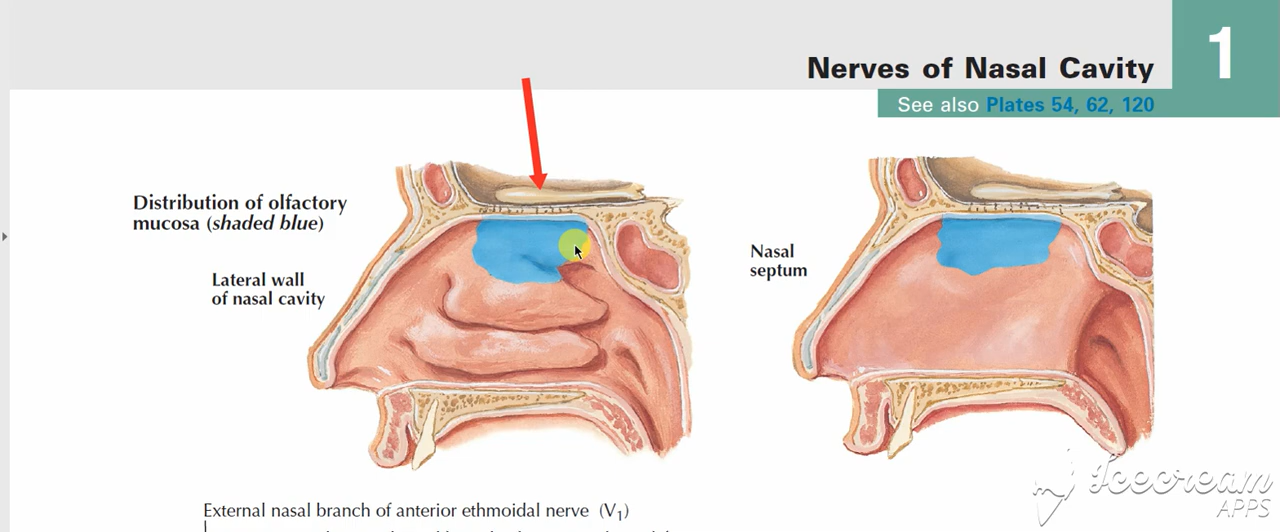 1
Nerves of Nasal Cavity
See also Plates 54, 62, 120
Distribution of olfactory
mucosa (shaded blue)
Lateral wall
of nasal cavity
Nasal
septum
External nasal branch of anterior ethmoidal nerve (V1)
Icecream
APPS